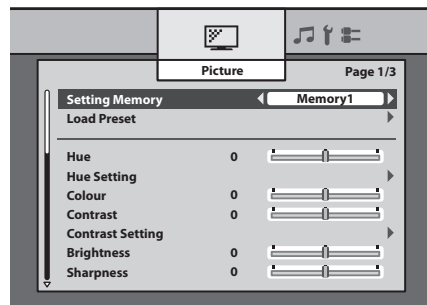 Picture
Page 1/3
Setting Memory Memory1
Load Preset
Hue 0
Hue Setting
Colour 0
Contrast 0
Contrast Setting
Brightness 0
Sharpness 0